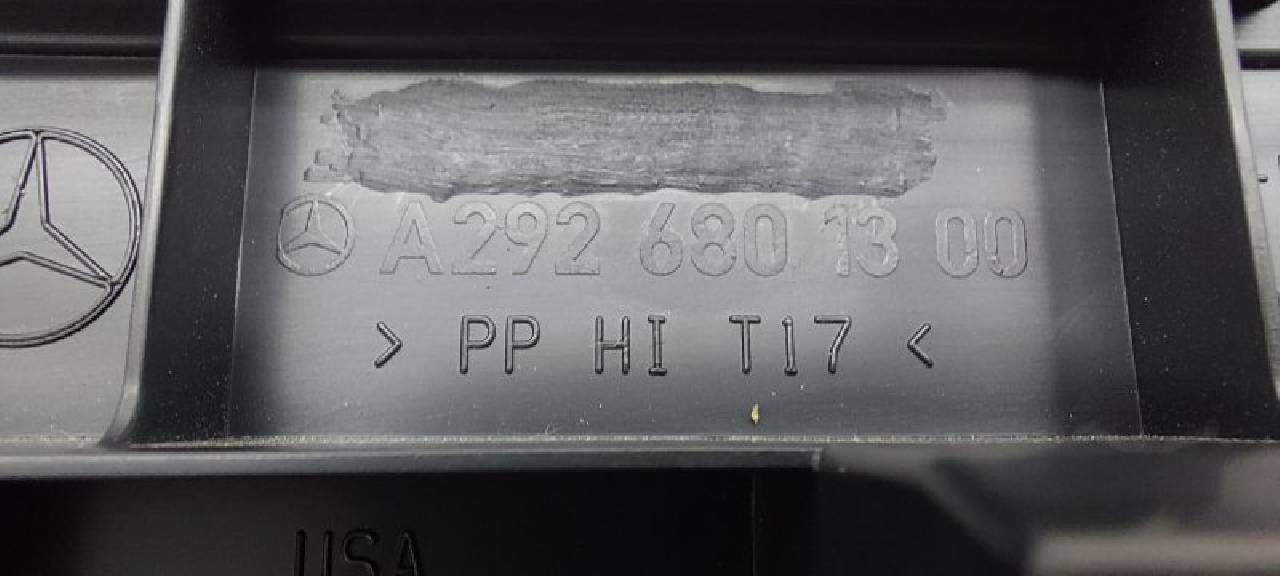 A292 680 13 00
> PP HI T17 <
USA